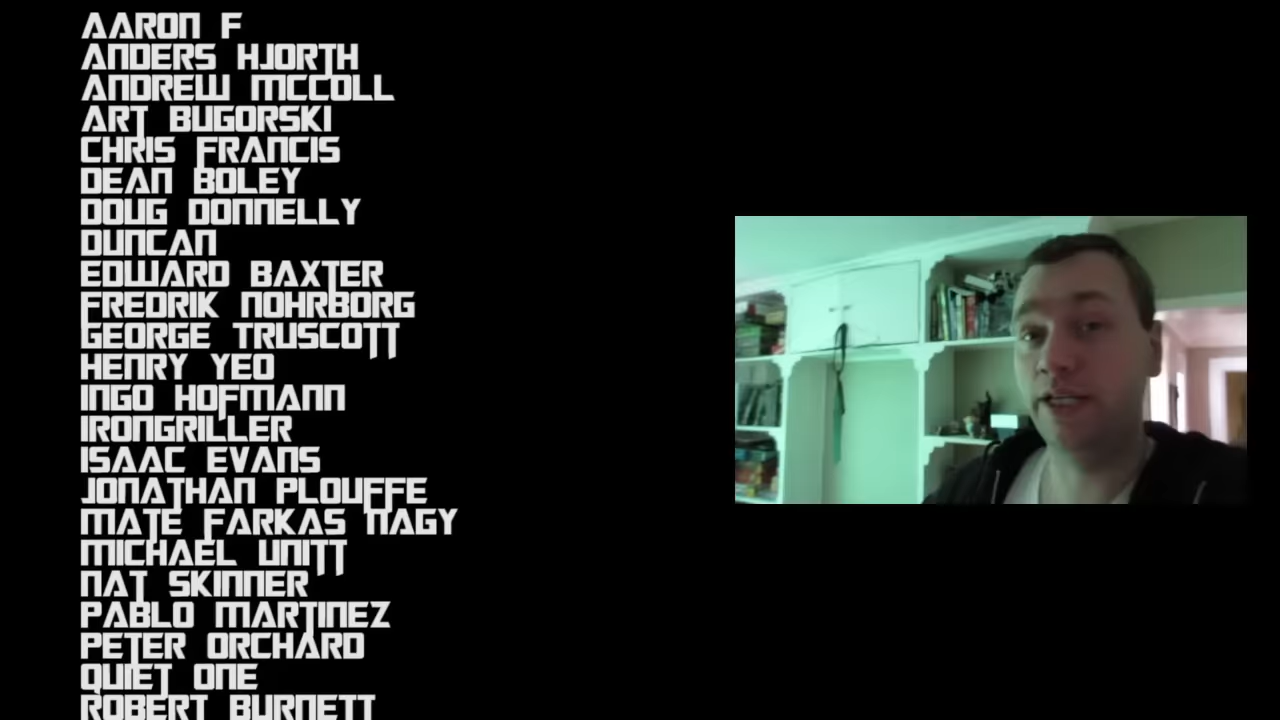 AARON F
ANDERS HJORTH
ANDREW MCCOLL
ART BUGORSKI
CHRIS FRANCIS
DEAN BOLEY
DOUG DONNELLY
DUNCAN
EDWARD BAXTER
FREDRIK NOHRBORG
GEORGE TRUSCOTT
HENRY YEO
INGO HOFMANN
IRONGRILLER
ISAAC EVANS
JONATHAN PLOUFFE
MATE FARKAS NAGY
MICHAEL UNITT
NAT SKINNER
PABLO MARTINEZ
PETER ORCHARD
QUIET ONE
ROBERT BURNETT